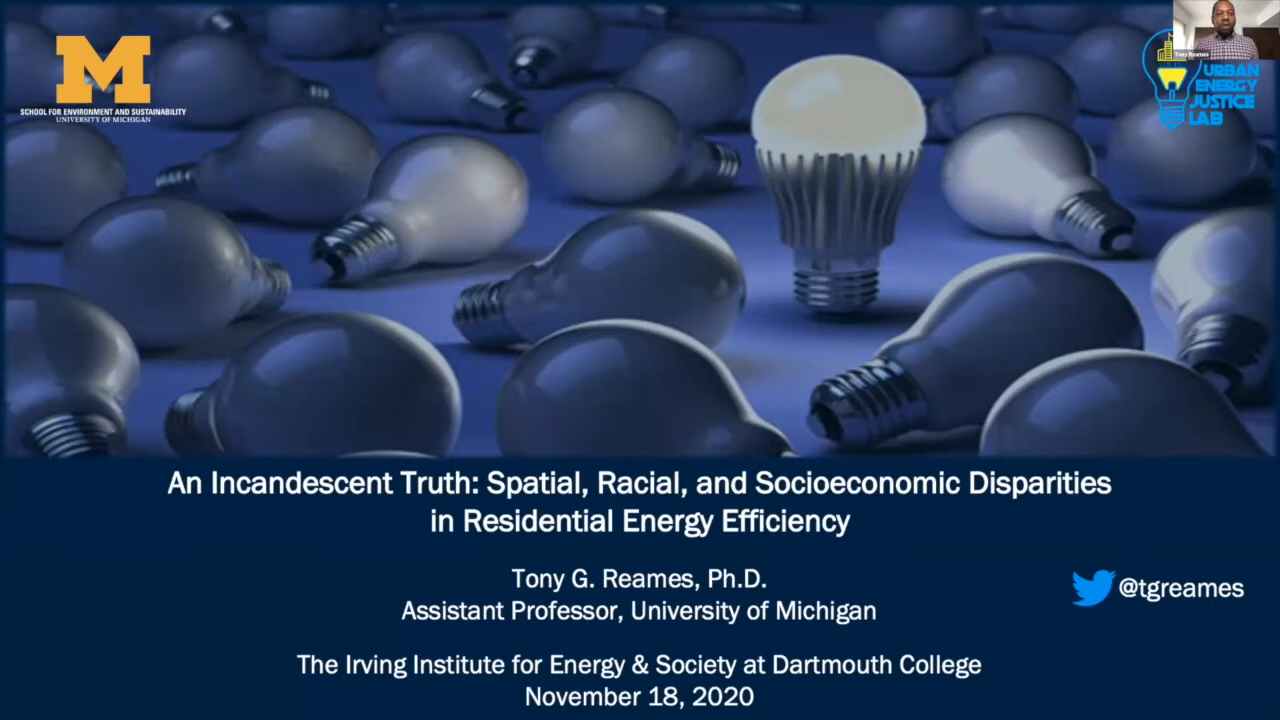 M
SCHOOL FOR ENVIRONMENT AND SUSTAINABILITY
UNIVERSITY OF MICHIGAN
Tony Reames
URBAN
ENERGY
JUSTICE
LAB
An Incandescent Truth: Spatial, Racial, and Socioeconomic Disparities
in Residential Energy Efficiency
Tony G. Reames, Ph.D.
Assistant Professor, University of Michigan
@tgreames
The Irving Institute for Energy & Society at Dartmouth College
November 18, 2020